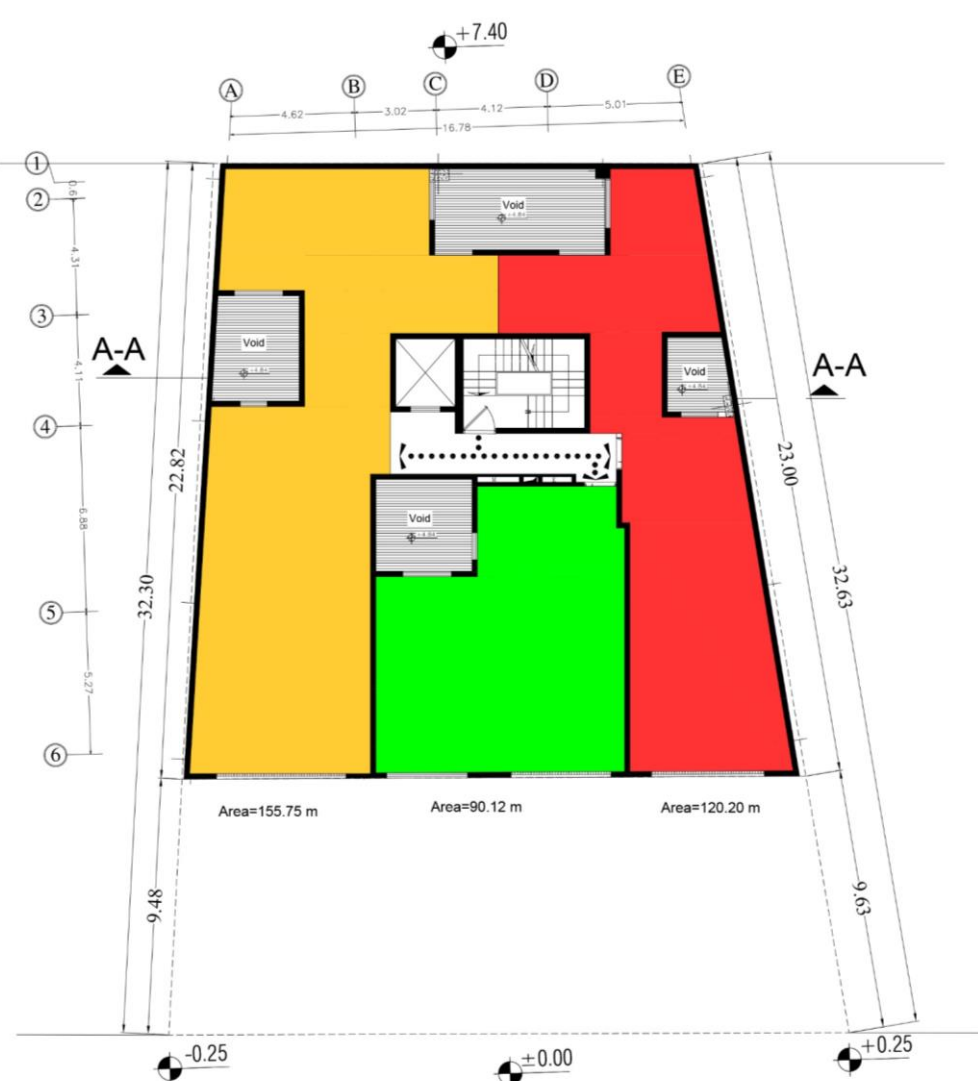 +7.40
A
B
C
D
E
4.62
3.02
4.12
5.01
16.78
1
2
3
4
5
6
4.31
4.11
6.88
5.27
Void
Void
Void
Void
A-A
A-A
22.82
32.30
9.48
23.00
32.63
9.63
Area=155.75 m
Area=90.12 m
Area=120.20 m
-0.25
±0.00
+0.25